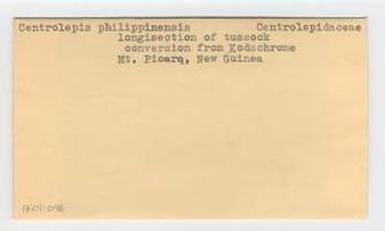 Centrolepis philippinensis Centrolepidaceae
longisection of tussock
conversion from Kodachrome
Mt. Piora, New Guinea